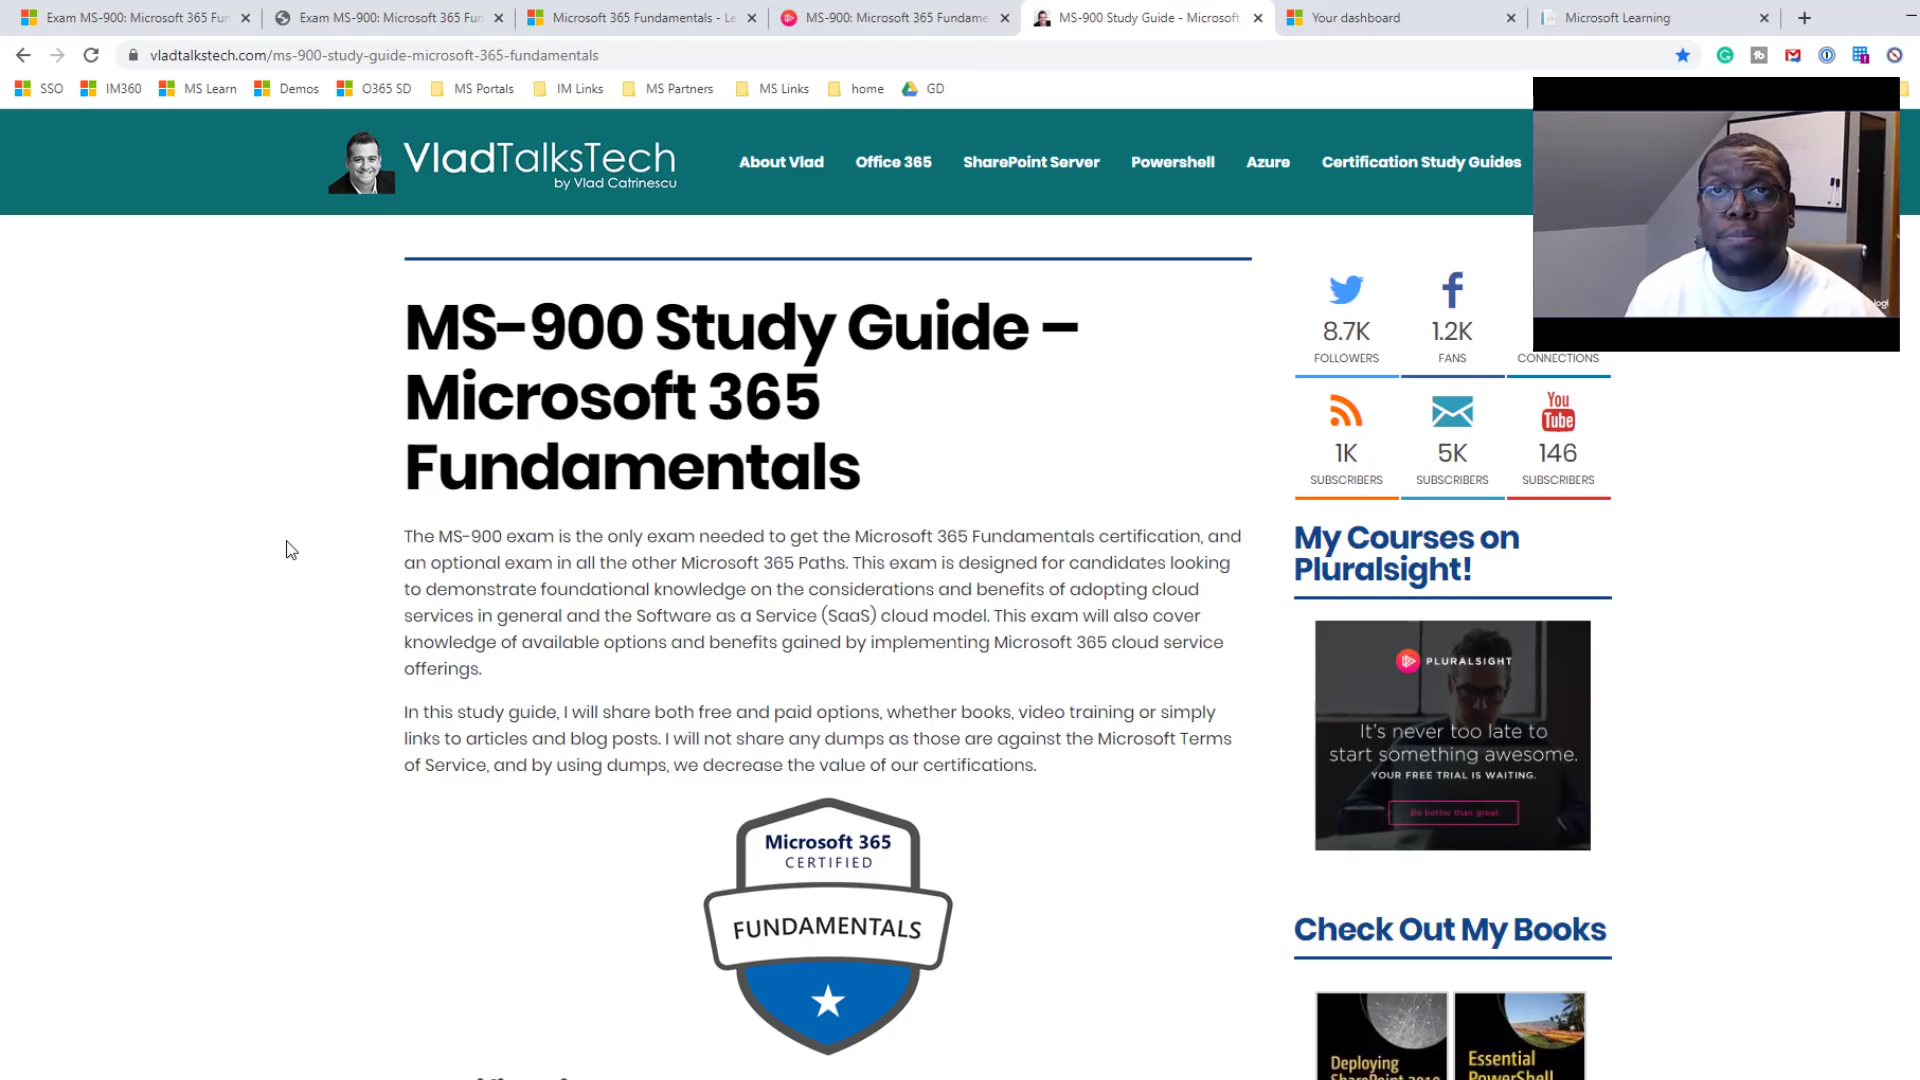 Exam MS-900: Microsoft 365 Fun
Exam MS-900: Microsoft 365 Fun
Microsoft 365 Fundamentals - Le
MS-900: Microsoft 365 Fundame
MS-900 Study Guide - Microsoft
Your dashboard
Microsoft Learning
vladtalkstech.com/ms-900-study-guide-microsoft-365-fundamentals
SSO IM360 MS Learn Demos O365 SD MS Portals IM Links MS Partners MS Links home GD
VladTalksTech
by Vlad Catrinescu
About Vlad Office 365 SharePoint Server Powershell Azure Certification Study Guides
logi
MS-900 Study Guide –
Microsoft 365
Fundamentals
The MS-900 exam is the only exam needed to get the Microsoft 365 Fundamentals certification, and
an optional exam in all the other Microsoft 365 Paths. This exam is designed for candidates looking
to demonstrate foundational knowledge on the considerations and benefits of adopting cloud
services in general and the Software as a Service (SaaS) cloud model. This exam will also cover
knowledge of available options and benefits gained by implementing Microsoft 365 cloud service
offerings.
In this study guide, I will share both free and paid options, whether books, video training or simply
links to articles and blog posts. I will not share any dumps as those are against the Microsoft Terms
of Service, and by using dumps, we decrease the value of our certifications.
Microsoft 365
CERTIFIED
FUNDAMENTALS
8.7K
FOLLOWERS
1.2K
FANS
CONNECTIONS
1K
SUBSCRIBERS
5K
SUBSCRIBERS
You
Tube
146
SUBSCRIBERS
My Courses on
Pluralsight!
PLURALSIGHT
It's never too late to
start something awesome.
YOUR FREE TRIAL IS WAITING.
Be better than great
Check Out My Books
Deploying
SharePoint 2019
Essential
PowerShell